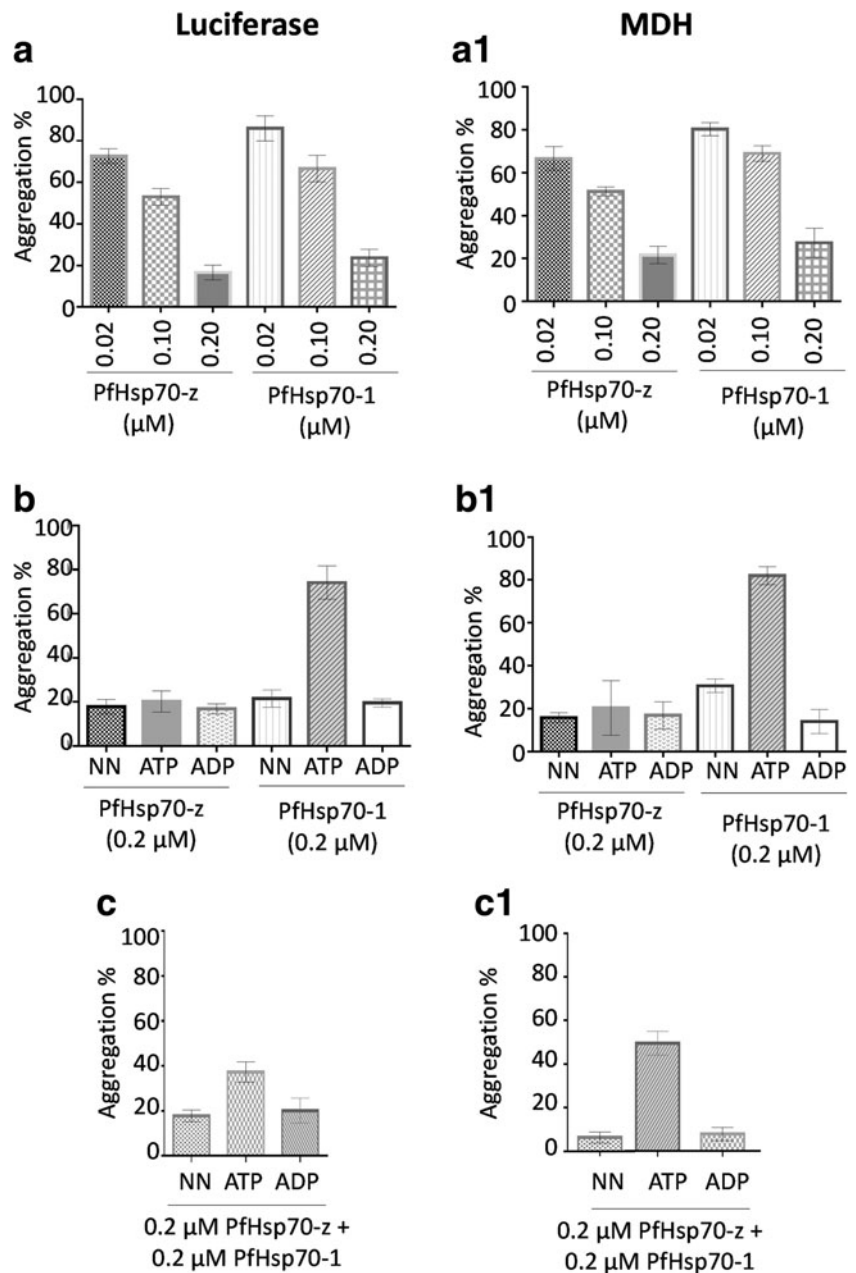 Luciferase
MDH
a
Aggregation %
100
80
60
40
20
0
0.02
0.10
0.20
0.02
0.10
0.20
PfHsp70-z
(µM)
PfHsp70-1
(µM)
a1
Aggregation %
100
80
60
40
20
0
0.02
0.10
0.20
0.02
0.10
0.20
PfHsp70-z
(µM)
PfHsp70-1
(µM)
b
Aggregation %
100
80
60
40
20
0
NN ATP ADP NN ATP ADP
PfHsp70-z
(0.2 µM)
PfHsp70-1
(0.2 µM)
b1
Aggregation %
100
80
60
40
20
0
NN ATP ADP NN ATP ADP
PfHsp70-z
(0.2 µM)
PfHsp70-1
(0.2 µM)
c
Aggregation %
100
80
60
40
20
0
NN ATP ADP
0.2 µM PfHsp70-z +
0.2 µM PfHsp70-1
c1
Aggregation %
100
80
60
40
20
0
NN ATP ADP
0.2 µM PfHsp70-z +
0.2 µM PfHsp70-1